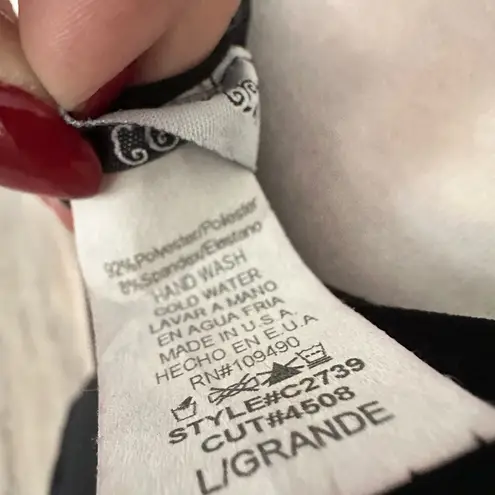 92% Polyester/Poliester
8% Spandex/Elastano
HAND WASH
COLD WATER
LAVAR A MANO
EN AGUA FRIA
MADE IN U.S.A.
HECHO EN E.U.A
RN#109490
STYLE#C2739
CUT#4508
L/GRANDE